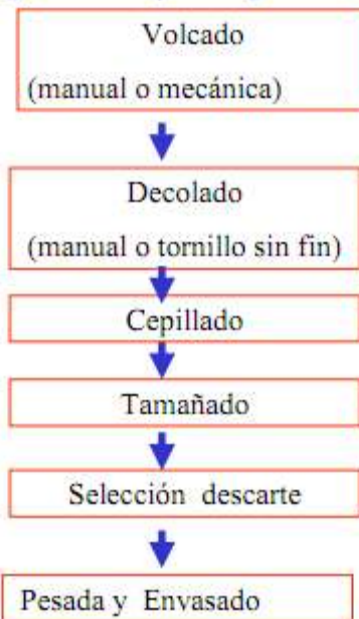 Volcado
(manual o mecánica)
Decolado
(manual o tornillo sin fin)
Cepillado
Tamañado
Selección descarte
Pesada y Envasado